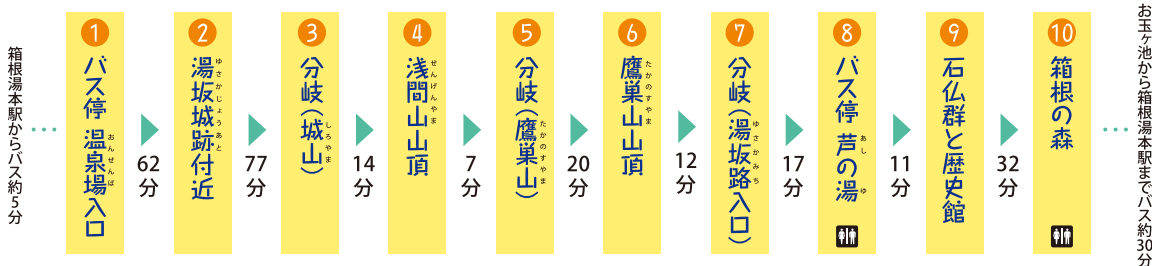 箱根湯本駅からバス約5分
1
バス停 温泉場入口
おんせんば
62分
2
湯坂城跡付近
ゆさかじょうあと
77分
3
分岐(城山)
しろやま
14分
4
浅間山山頂
せんげんやま
7分
5
分岐(鷹巣山)
たかのすやま
20分
6
鷹巣山山頂
たかのすやま
12分
7
分岐(湯坂路入口)
ゆさかみち
17分
8
バス停 芦の湯
あし ゆ
11分
9
石仏群と歴史館
32分
10
箱根の森
お玉ヶ池から箱根湯本駅までバス約30分